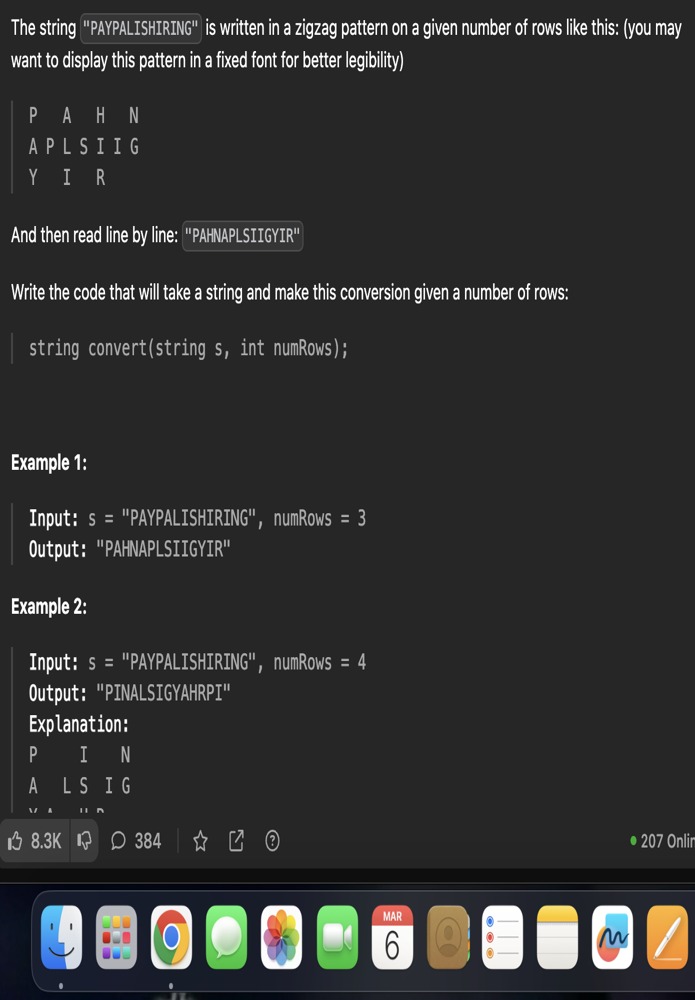 The string "PAYPALISHIRING" is written in a zigzag pattern on a given number of rows like this: (you may
want to display this pattern in a fixed font for better legibility)
P A H N
A P L S I I G
Y I R
And then read line by line: "PAHNAPLSIIGYIR"
Write the code that will take a string and make this conversion given a number of rows:
string convert(string s, int numRows);
Example 1:
Input: s = "PAYPALISHIRING", numRows = 3
Output: "PAHNAPLSIIGYIR"
Example 2:
Input: s = "PAYPALISHIRING", numRows = 4
Output: "PINALSIGYAHRPI"
Explanation:
P I N
A L S I G
8.3K 384 207 Onlin
MAR
6